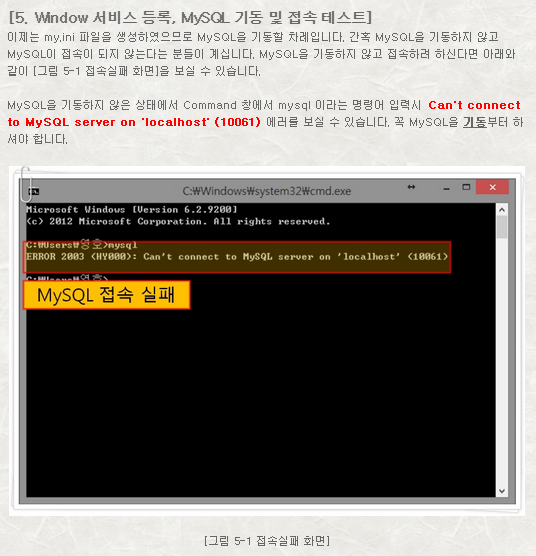 [5. Window 서비스 등록, MySQL 기동 및 접속 테스트]
이제는 my.ini 파일을 생성하였으므로 MySQL을 기동할 차례입니다. 간혹 MySQL을 기동하지 않고
MySQL이 접속이 되지 않는다는 분들이 계십니다. MySQL을 기동하지 않고 접속하려 하신다면 아래와
같이 [그림 5-1 접속실패 화면]을 보실 수 있습니다.
MySQL을 기동하지 않은 상태에서 Command 창에서 mysql 이라는 명령어 입력시 Can't connect
to MySQL server on 'localhost' (10061) 에러를 보실 수 있습니다. 꼭 MySQL을 기동부터 하
셔야 합니다.
C:₩Windows₩system32₩cmd.exe
Microsoft Windows [Version 6.2.9200]
(c) 2012 Microsoft Corporation. All rights reserved.
C:₩Users₩영호>mysql
ERROR 2003 (HY000): Can't connect to MySQL server on 'localhost' (10061)
C:₩Users₩영호>
MySQL 접속 실패
[그림 5-1 접속실패 화면]